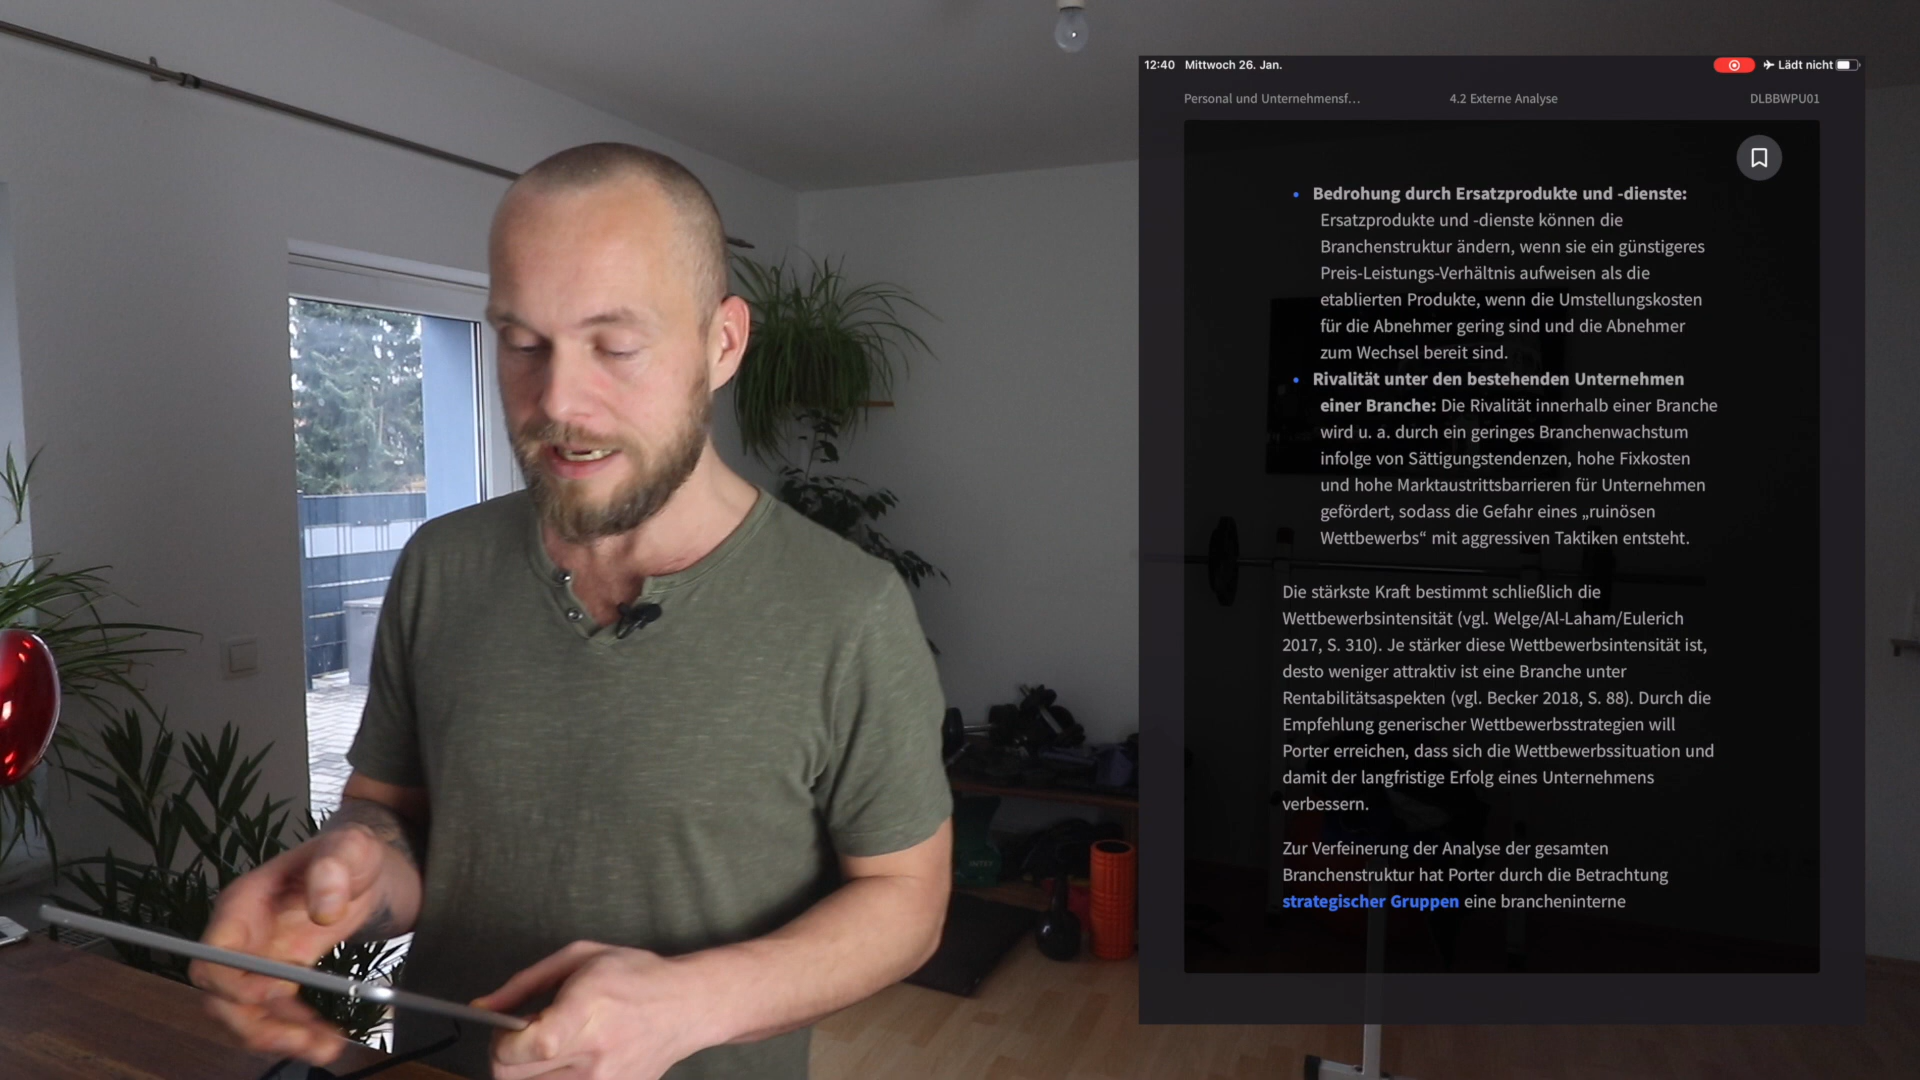 12:40 Mittwoch 26. Jan.
Lädt nicht
Personal und Unternehmensf…
4.2 Externe Analyse
DLBBWPU01
• Bedrohung durch Ersatzprodukte und -dienste:
Ersatzprodukte und -dienste können die
Branchenstruktur ändern, wenn sie ein günstigeres
Preis-Leistungs-Verhältnis aufweisen als die
etablierten Produkte, wenn die Umstellungskosten
für die Abnehmer gering sind und die Abnehmer
zum Wechsel bereit sind.
• Rivalität unter den bestehenden Unternehmen
einer Branche: Die Rivalität innerhalb einer Branche
wird u. a. durch ein geringes Branchenwachstum
infolge von Sättigungstendenzen, hohe Fixkosten
und hohe Marktaustrittsbarrieren für Unternehmen
gefördert, sodass die Gefahr eines „ruinösen
Wettbewerbs“ mit aggressiven Taktiken entsteht.
Die stärkste Kraft bestimmt schließlich die
Wettbewerbsintensität (vgl. Welge/Al-Laham/Eulerich
2017, S. 310). Je stärker diese Wettbewerbsintensität ist,
desto weniger attraktiv ist eine Branche unter
Rentabilitätsaspekten (vgl. Becker 2018, S. 88). Durch die
Empfehlung generischer Wettbewerbsstrategien will
Porter erreichen, dass sich die Wettbewerbssituation und
damit der langfristige Erfolg eines Unternehmens
verbessern.
Zur Verfeinerung der Analyse der gesamten
Branchenstruktur hat Porter durch die Betrachtung
strategischer Gruppen eine brancheninterne